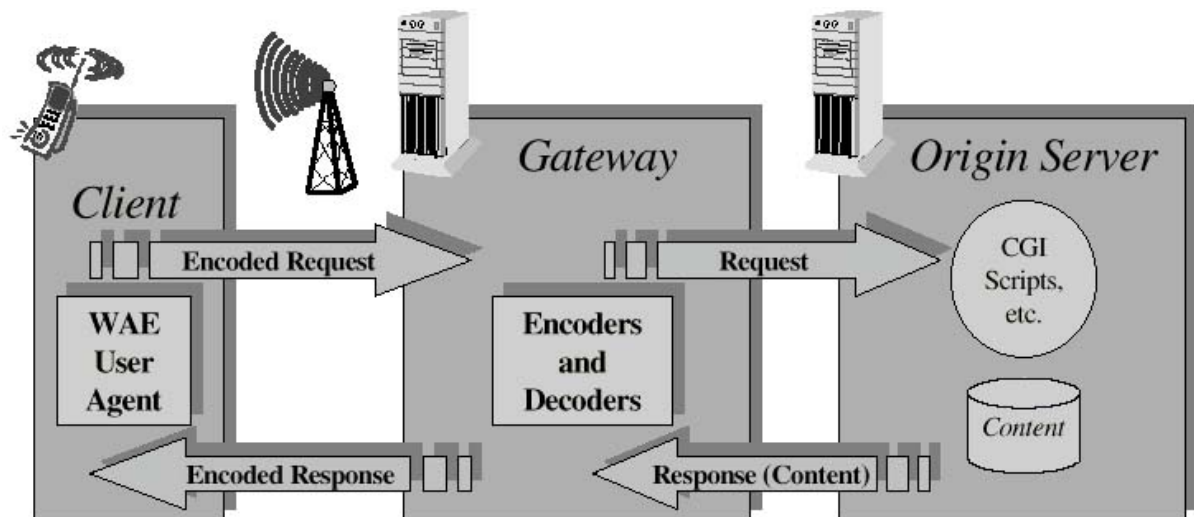 Client
Gateway
Origin Server
Encoded Request
Request
CGI
Scripts,
etc.
WAE
User
Agent
Encoders
and
Decoders
Content
Encoded Response
Response (Content)